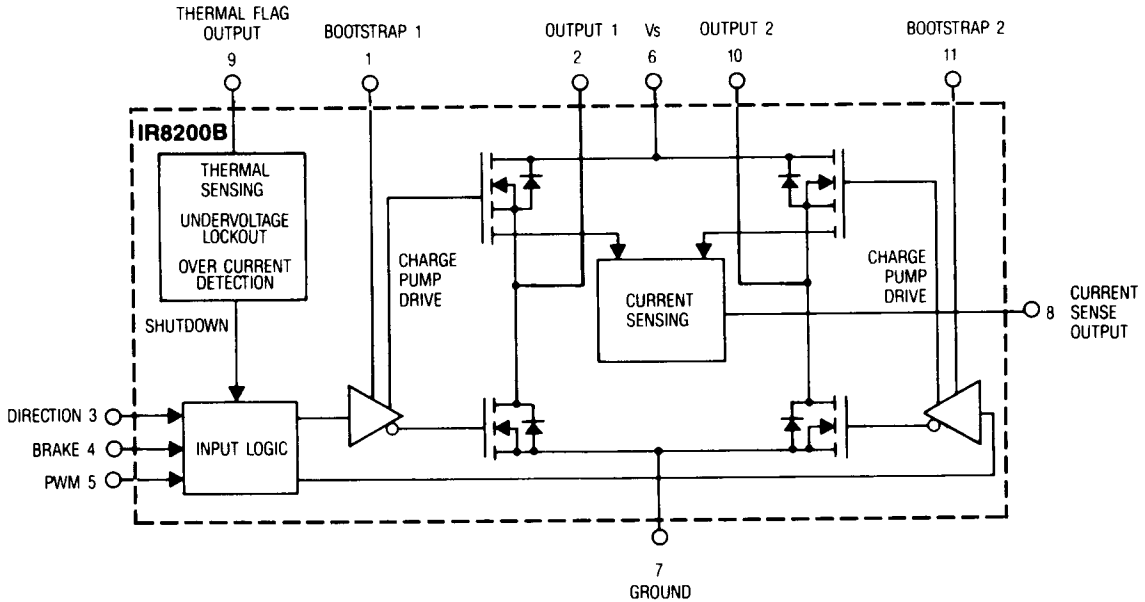 THERMAL FLAG
OUTPUT
9
BOOTSTRAP 1
1
OUTPUT 1
2
Vs
6
OUTPUT 2
10
BOOTSTRAP 2
11
IR8200B
THERMAL
SENSING
UNDERVOLTAGE
LOCKOUT
OVER CURRENT
DETECTION
CHARGE
PUMP
DRIVE
CURRENT
SENSING
CHARGE
PUMP
DRIVE
8
CURRENT
SENSE
OUTPUT
SHUTDOWN
DIRECTION 3
BRAKE 4
PWM 5
INPUT LOGIC
7
GROUND